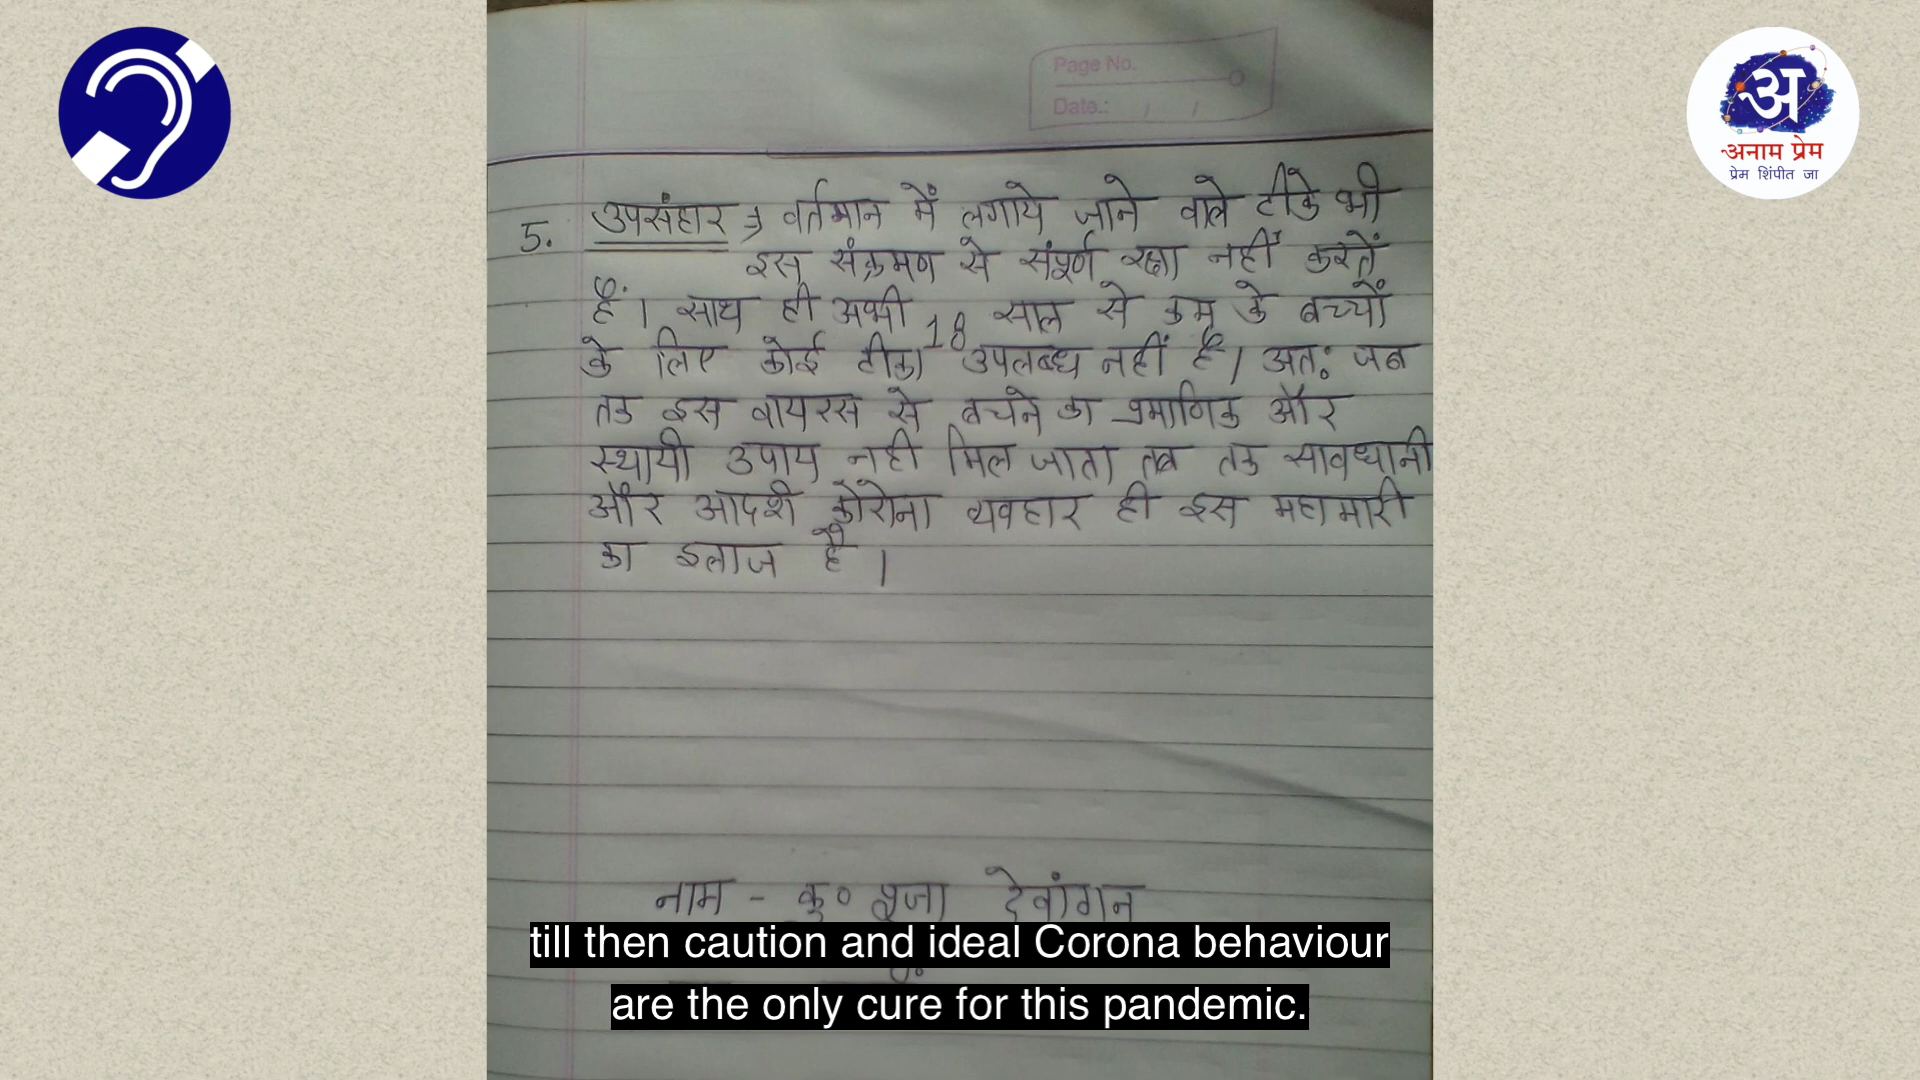 Page No.
Date.: / /
5. उपसंहार ⇒ वर्तमान में लगाये जाने वाले टीके भी
इस संक्रमण से संपूर्ण रक्षा नहीं करतें
हैं। साथ ही अभी 18 साल से कम के बच्चों
के लिए कोई टीका उपलब्ध नहीं है। अतः जब
तक इस वायरस से बचने का प्रमाणिक और
स्थायी उपाय नही मिल जाता तब तक सावधानी
और आदर्श कोरोना व्यवहार ही इस महामारी
का इलाज है।
नाम - कु० पूजा देवांगन
till then caution and ideal Corona behaviour
are the only cure for this pandemic.
अ
अनाम प्रेम
प्रेम शिंपीत जा